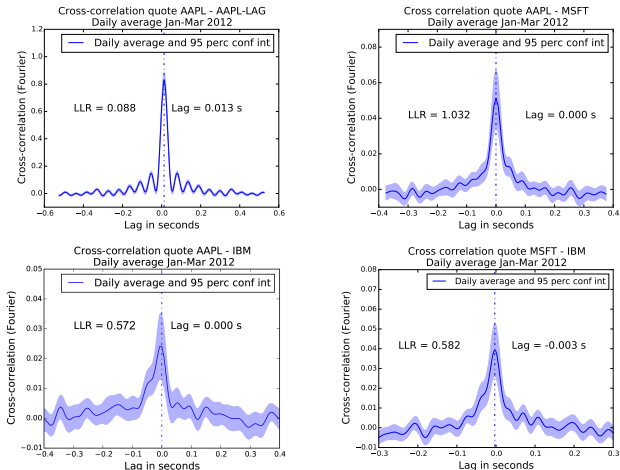 Cross-correlation quote AAPL - AAPL-LAG
Daily average Jan-Mar 2012
Daily average and 95 perc conf int
LLR = 0.088
Lag = 0.013 s
Cross-correlation (Fourier)
1.2
1.0
0.8
0.6
0.4
0.2
0.0
−0.6
−0.4
−0.2
0.0
0.2
0.4
0.6
Lag in seconds
Cross-correlation quote AAPL - MSFT
Daily average Jan-Mar 2012
Daily average and 95 perc conf int
LLR = 1.032
Lag = 0.000 s
Cross-correlation (Fourier)
0.08
0.06
0.04
0.02
0.00
−0.4
−0.3
−0.2
−0.1
0.0
0.1
0.2
0.3
0.4
Lag in seconds
Cross-correlation quote AAPL - IBM
Daily average Jan-Mar 2012
Daily average and 95 perc conf int
LLR = 0.572
Lag = 0.000 s
Cross-correlation (Fourier)
0.05
0.04
0.03
0.02
0.01
0.00
−0.01
−0.4
−0.3
−0.2
−0.1
0.0
0.1
0.2
0.3
0.4
Lag in seconds
Cross correlation quote MSFT - IBM
Daily average Jan-Mar 2012
Daily average and 95 perc conf int
LLR = 0.582
Lag = -0.003 s
Cross-correlation (Fourier)
0.08
0.07
0.06
0.05
0.04
0.03
0.02
0.01
0.00
−0.01
−0.3
−0.2
−0.1
0.0
0.1
0.2
0.3
Lag in seconds